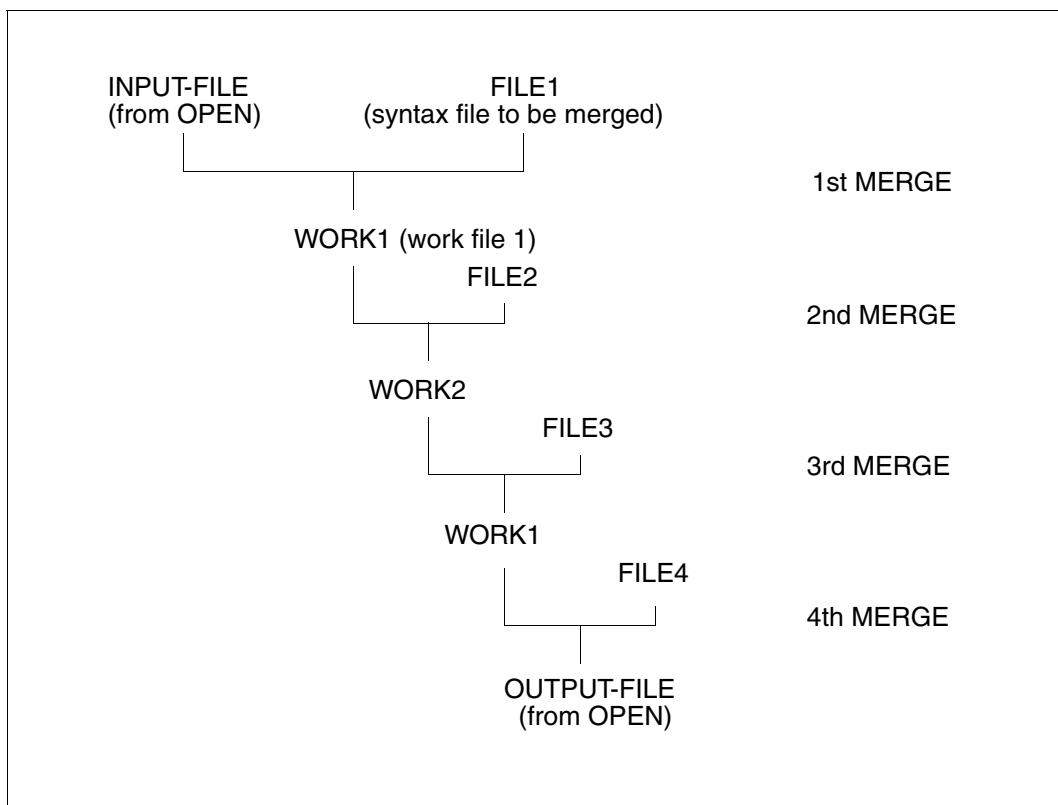 INPUT-FILE
(from OPEN)
FILE1
(syntax file to be merged)
1st MERGE
WORK1 (work file 1)
FILE2
2nd MERGE
WORK2
FILE3
3rd MERGE
WORK1
FILE4
4th MERGE
OUTPUT-FILE
(from OPEN)